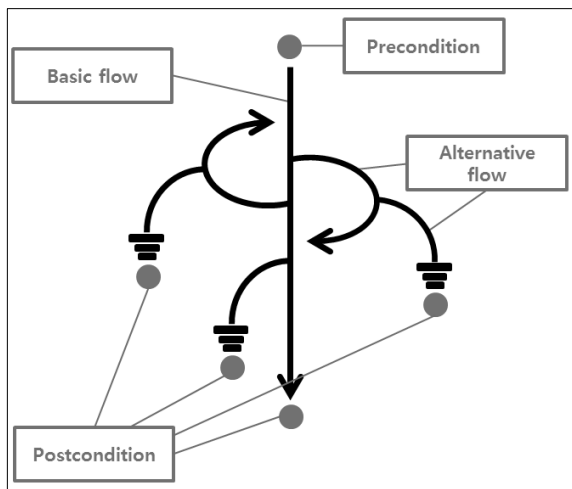 Precondition
Basic flow
Alternative
flow
Postcondition